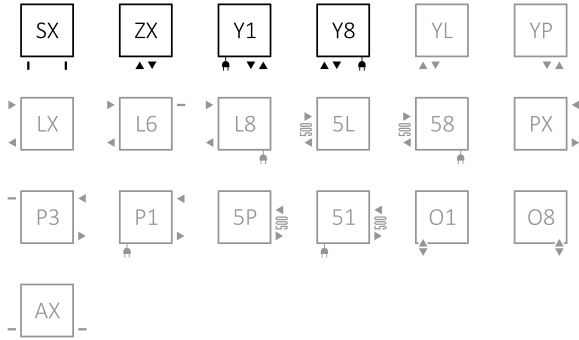 SX ZX Y1 Y8 YL YP
LX L6 L8 500 5L 500 58 PX
P3 P1 5P 500 51 500 O1 O8
AX